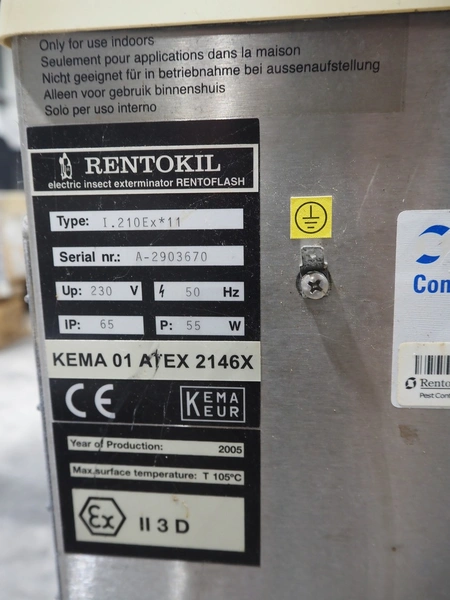 Only for use indoors
Seulement pour applications dans la maison
Nicht geeignet für in betriebnahme bei aussenaufstellung
Alleen voor gebruik binnenshuis
Solo per uso interno
RENTOKIL
electric insect exterminator RENTOFLASH
Type: I.210Ex*11
Serial nr.: A-2903670
Up: 230 V 50 Hz
IP: 65 P: 55 W
KEMA 01 ATEX 2146X
CE KEMA KEUR
Year of Production: 2005
Max.surface temperature: T 105°C
Ex II 3 D
Con
Rento
Pest Con